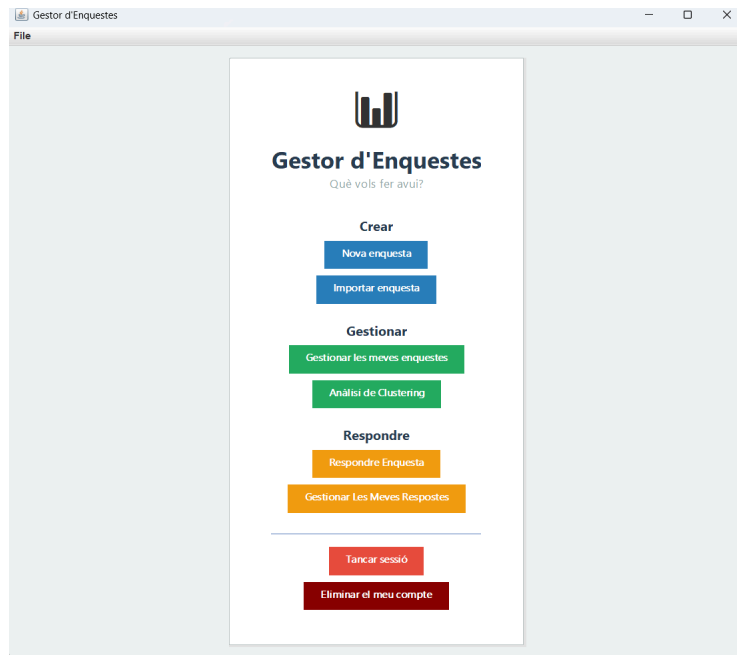 Gestor d'Enquestes
File
Gestor d'Enquestes
Què vols fer avui?
Crear
Nova enquesta
Importar enquesta
Gestionar
Gestionar les meves enquestes
Anàlisi de Clustering
Respondre
Respondre Enquesta
Gestionar Les Meves Respostes
Tancar sessió
Eliminar el meu compte